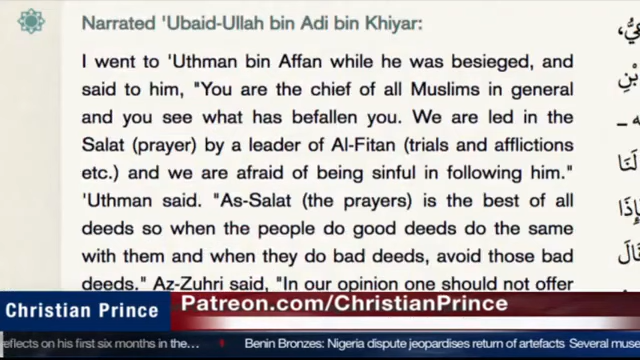 Narrated 'Ubaid-Ullah bin Adi bin Khiyar:
I went to 'Uthman bin Affan while he was besieged, and
said to him, "You are the chief of all Muslims in general
and you see what has befallen you. We are led in the
Salat (prayer) by a leader of Al-Fitan (trials and afflictions
etc.) and we are afraid of being sinful in following him."
'Uthman said. "As-Salat (the prayers) is the best of all
deeds so when the people do good deeds do the same
with them and when they do bad deeds, avoid those bad
deeds." Az-Zuhri said, "In our opinion one should not offer
بْنِ
لَنَا
Christian Prince
Patreon.com/ChristianPrince
eflects on his first six months in the...
Benin Bronzes: Nigeria dispute jeopardises return of artefacts Several muse